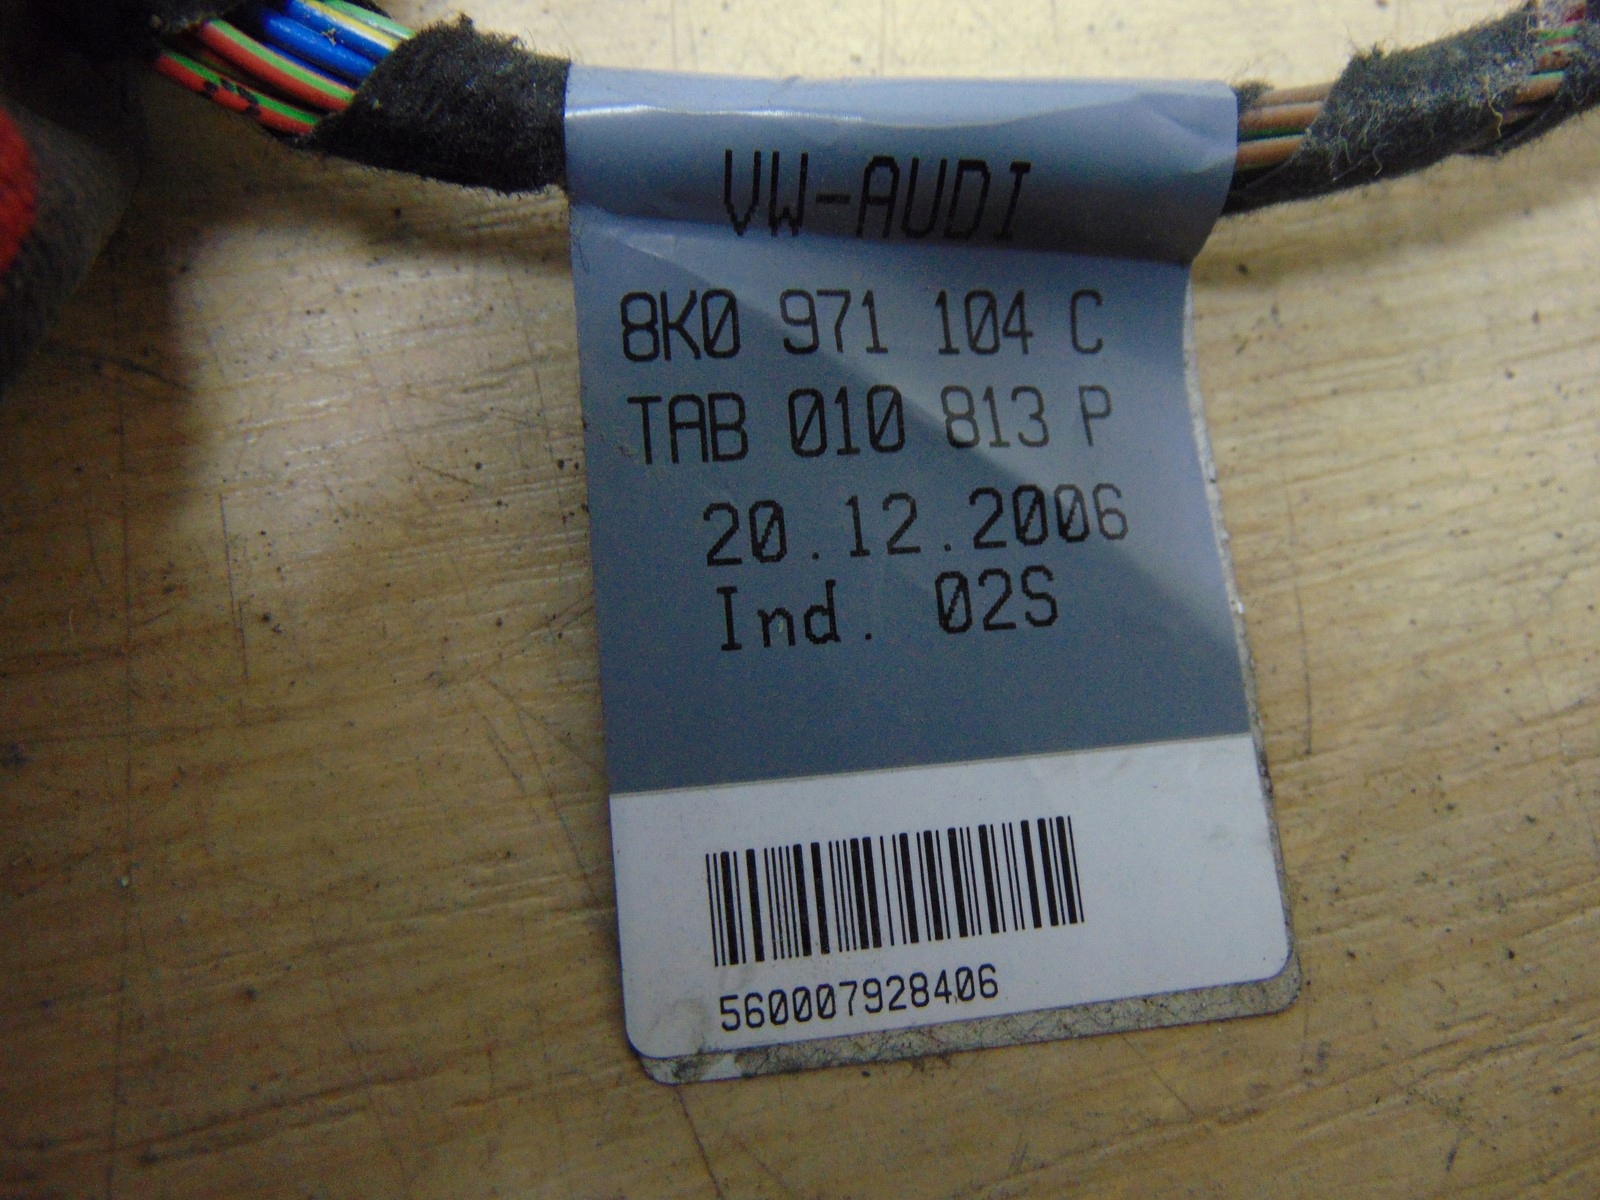 VW-AUDI
8K0 971 104 C
TAB 010 813 P
20.12.2006
Ind. 02S
560007928406